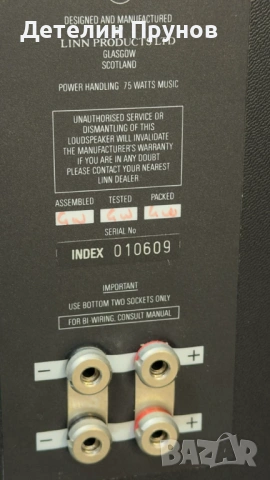 Детелин Прунов
DESIGNED AND MANUFACTURED
LINN PRODUCTS LTD
GLASGOW
SCOTLAND
POWER HANDLING 75 WATTS MUSIC
UNAUTHORISED SERVICE OR
DISMANTLING OF THIS
LOUDSPEAKER WILL INVALIDATE
THE MANUFACTURER'S WARRANTY
IF YOU ARE IN ANY DOUBT
PLEASE CONTACT YOUR NEAREST
LINN DEALER
ASSEMBLED TESTED PACKED
SERIAL No
INDEX 010609
IMPORTANT
USE BOTTOM TWO SOCKETS ONLY
FOR BI-WIRING, CONSULT MANUAL
− +
− +
BAZAR